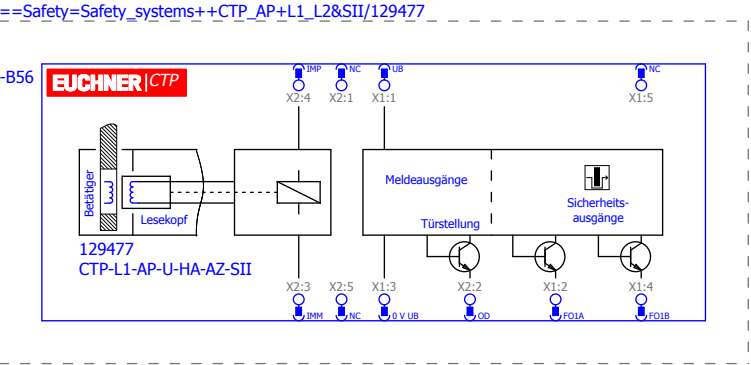 ==Safety=Safety_systems++CTP_AP+L1_L2&SII/129477
-B56
EUCHNER CTP
IMP NC UB NC
X2:4 X2:1 X1:1 X1:5
Betätiger
Lesekopf
Meldeausgänge
Türstellung
Sicherheits-
ausgänge
129477
CTP-L1-AP-U-HA-AZ-SII
X2:3 X2:5 X1:3 X2:2 X1:2 X1:4
IMM NC 0 V UB OD FO1A FO1B